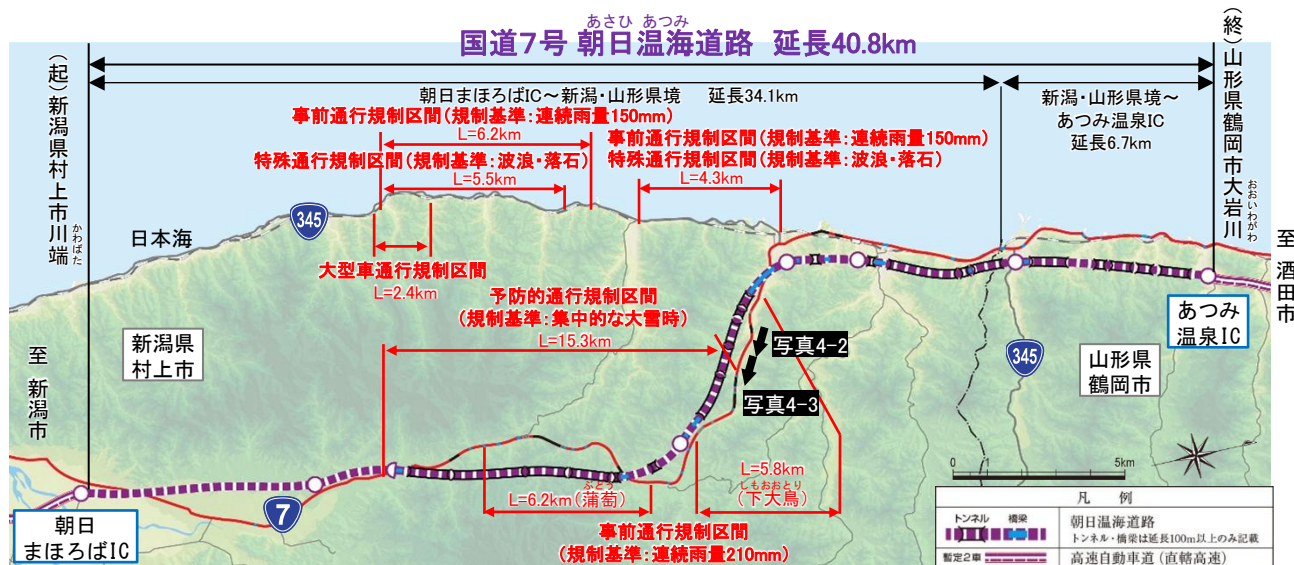 あさひ あつみ
国道7号 朝日温海道路 延長40.8km
(起)新潟県村上市川端
かわばた
(終)山形県鶴岡市大岩川
おおいわがわ
朝日まほろばIC～新潟・山形県境 延長34.1km
新潟・山形県境～
あつみ温泉IC
延長6.7km
事前通行規制区間(規制基準:連続雨量150mm)
L=6.2km
特殊通行規制区間(規制基準:波浪・落石)
L=5.5km
事前通行規制区間(規制基準:連続雨量150mm)
特殊通行規制区間(規制基準:波浪・落石)
L=4.3km
345
日本海
大型車通行規制区間
L=2.4km
予防的通行規制区間
(規制基準:集中的な大雪時)
L=15.3km
新潟県
村上市
至 新潟市
至 酒田市
あつみ
温泉IC
写真4-2
写真4-3
345
山形県
鶴岡市
0 1 5km
L=5.8km
しもおおとり
(下大鳥)
ぶどう
L=6.2km(蒲萄)
7
朝日
まほろばIC
事前通行規制区間
(規制基準:連続雨量210mm)
凡 例
トンネル 橋梁
朝日温海道路
トンネル・橋梁は延長100m以上のみ記載
暫定2車
高速自動車道(直轄高速)